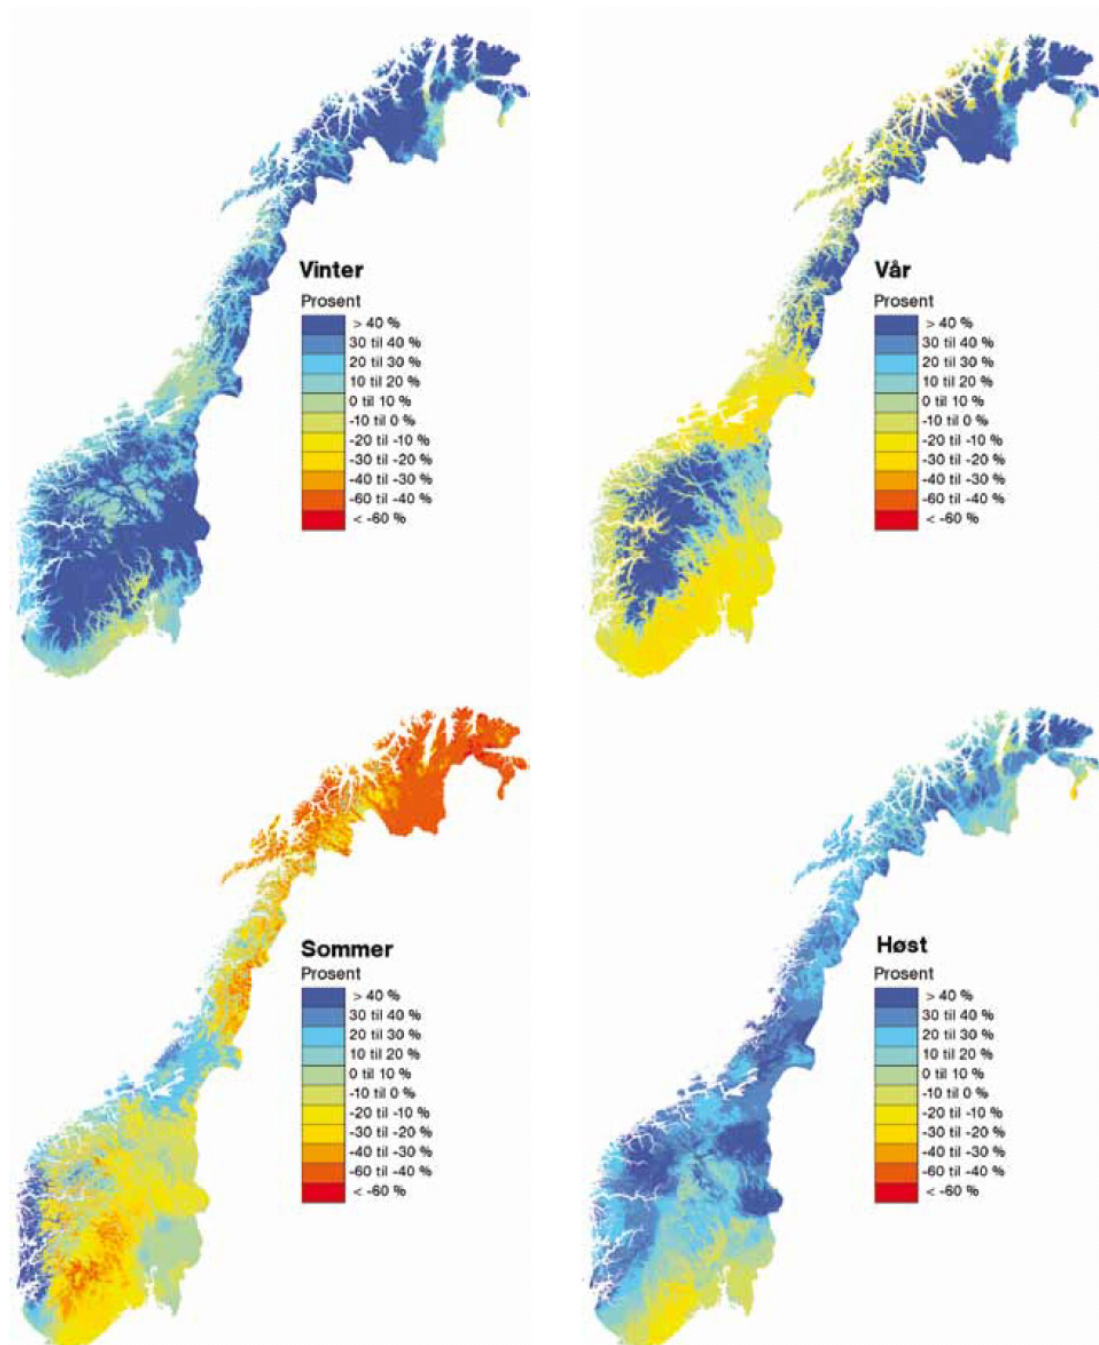 Vinter
Prosent
> 40 %
30 til 40 %
20 til 30 %
10 til 20 %
0 til 10 %
-10 til 0 %
-20 til -10 %
-30 til -20 %
-40 til -30 %
-60 til -40 %
< -60 %
Vår
Prosent
> 40 %
30 til 40 %
20 til 30 %
10 til 20 %
0 til 10 %
-10 til 0 %
-20 til -10 %
-30 til -20 %
-40 til -30 %
-60 til -40 %
< -60 %
Sommer
Prosent
> 40 %
30 til 40 %
20 til 30 %
10 til 20 %
0 til 10 %
-10 til 0 %
-20 til -10 %
-30 til -20 %
-40 til -30 %
-60 til -40 %
< -60 %
Høst
Prosent
> 40 %
30 til 40 %
20 til 30 %
10 til 20 %
0 til 10 %
-10 til 0 %
-20 til -10 %
-30 til -20 %
-40 til -30 %
-60 til -40 %
< -60 %